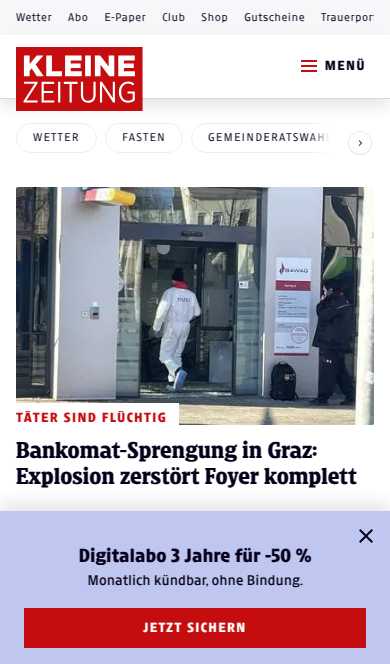 Wetter Abo E-Paper Club Shop Gutscheine Trauerpor
KLEINE
ZEITUNG
MENÜ
WETTER FASTEN GEMEINDERATSWAH
BAWAG
TÄTER SIND FLÜCHTIG
Bankomat-Sprengung in Graz:
Explosion zerstört Foyer komplett
Digitalabo 3 Jahre für -50 %
Monatlich kündbar, ohne Bindung.
JETZT SICHERN